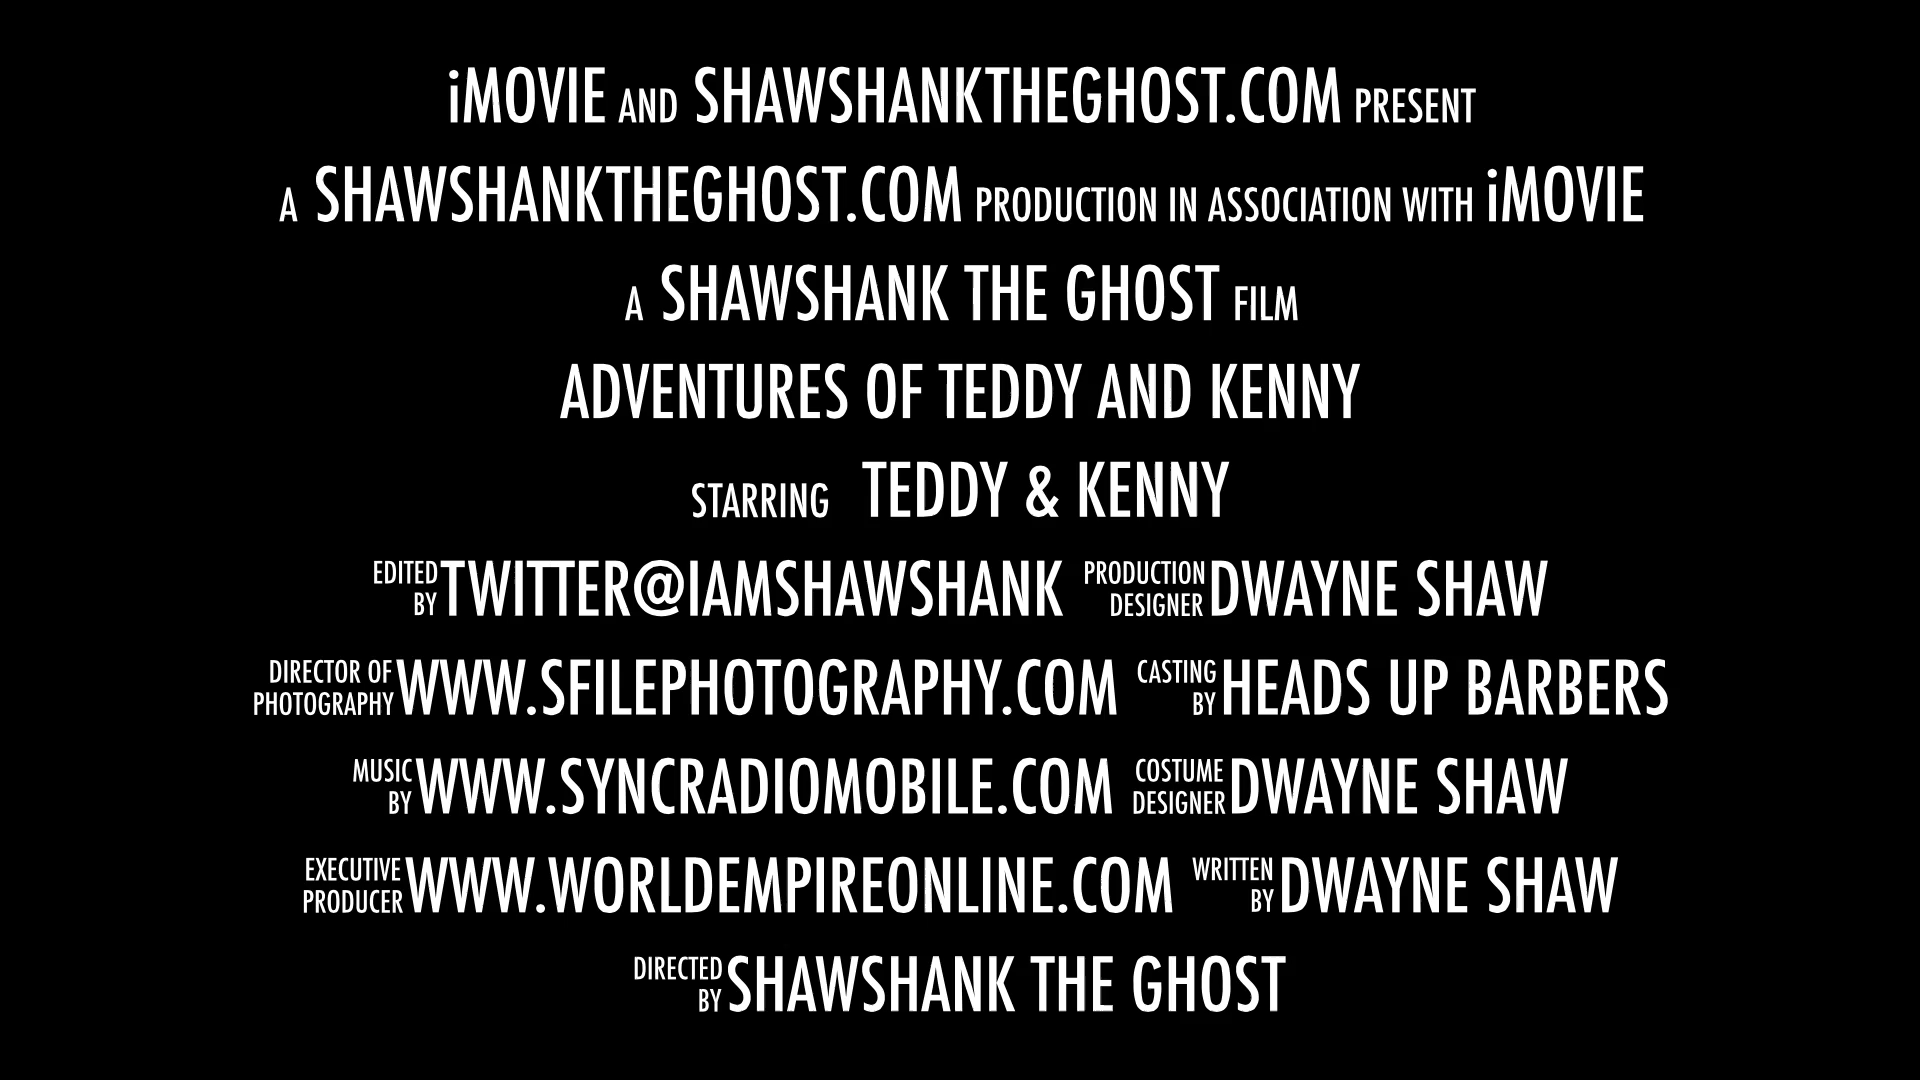 iMOVIE AND SHAWSHANKTHEGHOST.COM PRESENT
A SHAWSHANKTHEGHOST.COM PRODUCTION IN ASSOCIATION WITH iMOVIE
A SHAWSHANK THE GHOST FILM
ADVENTURES OF TEDDY AND KENNY
STARRING TEDDY & KENNY
EDITED BY TWITTER@IAMSHAWSHANK PRODUCTION DESIGNER DWAYNE SHAW
DIRECTOR OF PHOTOGRAPHY WWW.SFILEPHOTOGRAPHY.COM CASTING BY HEADS UP BARBERS
MUSIC BY WWW.SYNCRADIOMOBILE.COM COSTUME DESIGNER DWAYNE SHAW
EXECUTIVE PRODUCER WWW.WORLDEMPIREONLINE.COM WRITTEN BY DWAYNE SHAW
DIRECTED BY SHAWSHANK THE GHOST